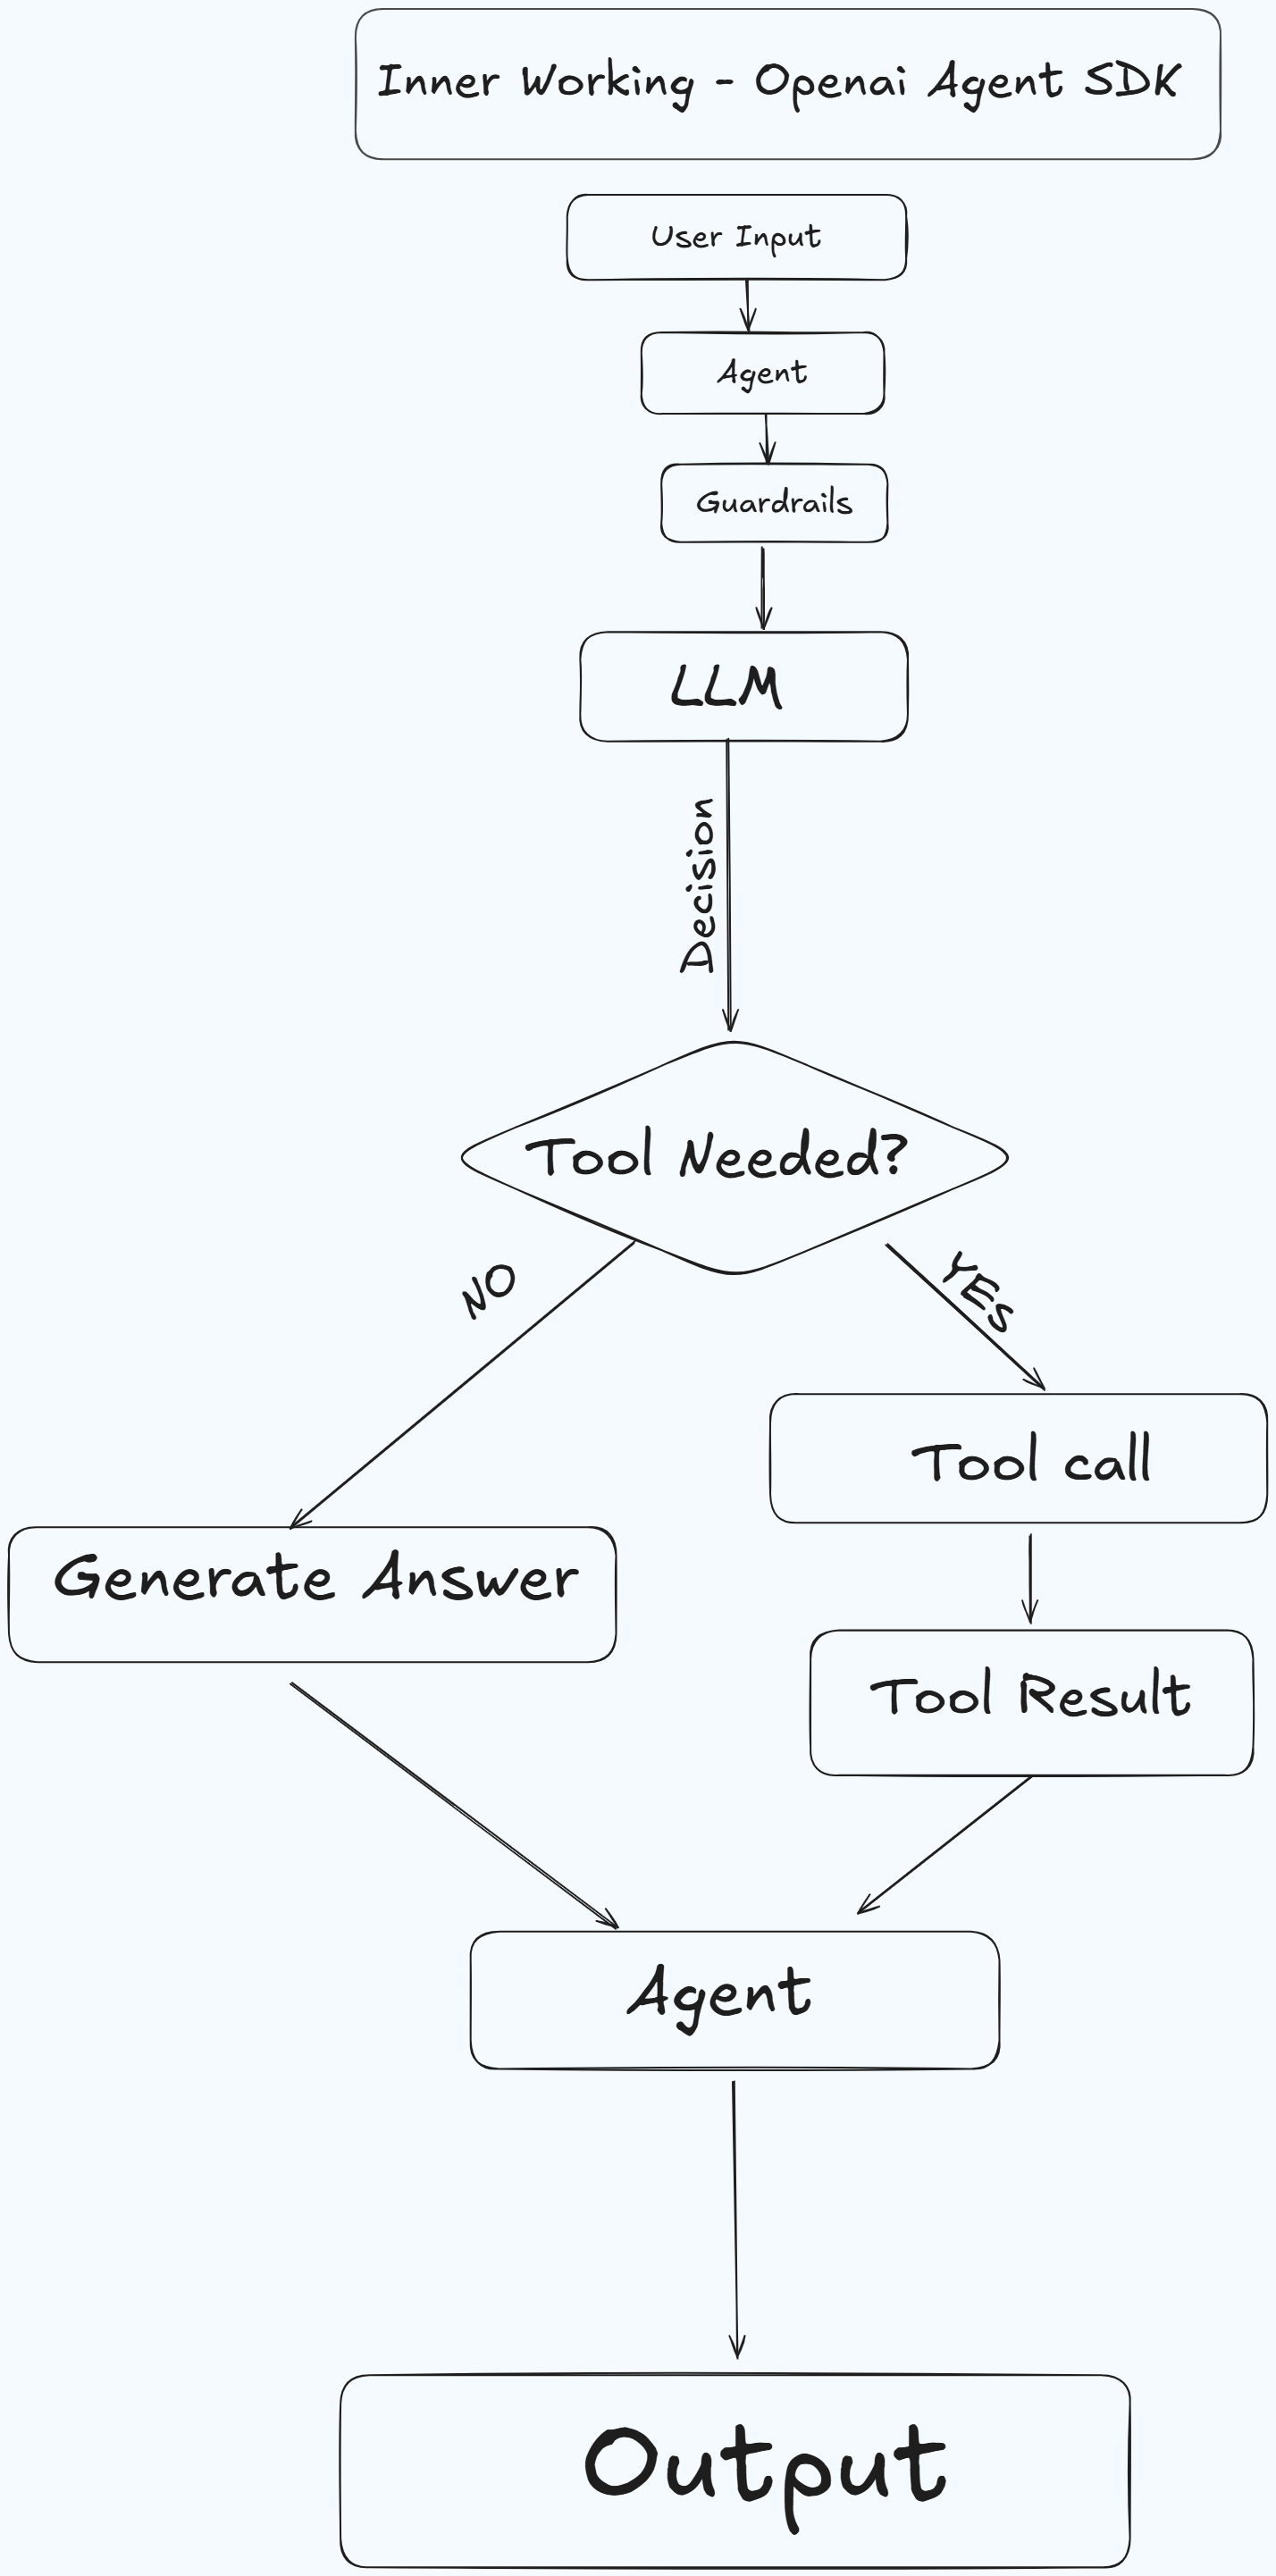 Inner Working - Openai Agent SDK
User Input
Agent
Guardrails
LLM
Decision
Tool Needed?
NO
YEs
Tool call
Generate Answer
Tool Result
Agent
Output